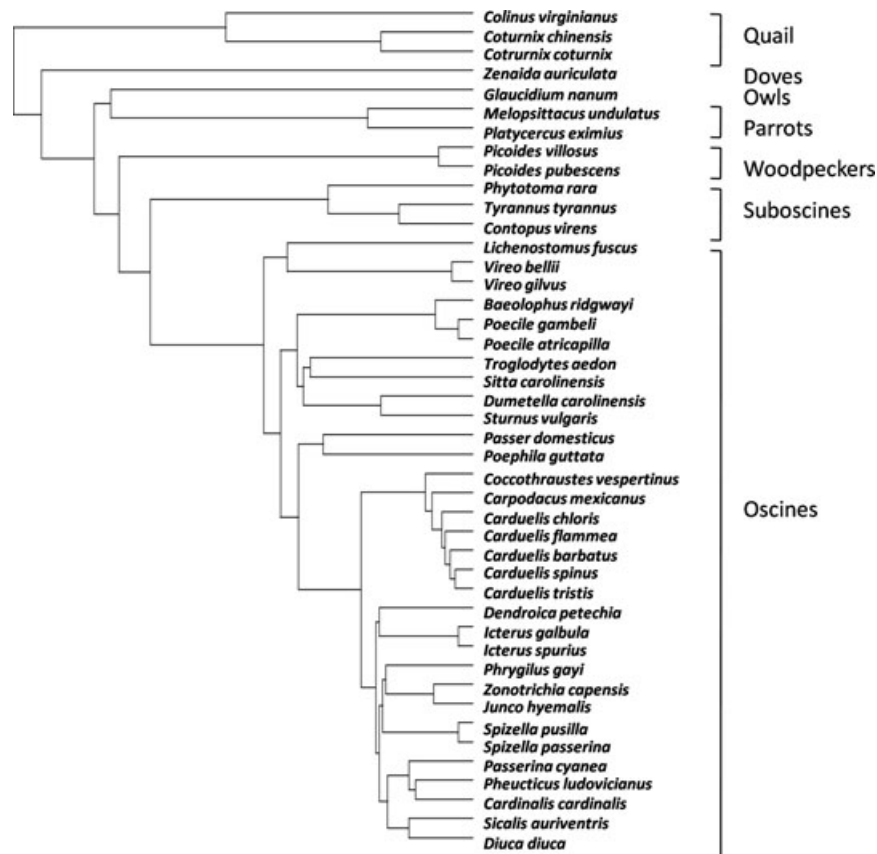 Colinus virginianus
Coturnix chinensis
Cotrurnix coturnix
Quail
Zenaida auriculata
Doves
Glaucidium nanum
Owls
Melopsittacus undulatus
Platycercus eximius
Parrots
Picoides villosus
Picoides pubescens
Woodpeckers
Phytotoma rara
Tyrannus tyrannus
Contopus virens
Suboscines
Lichenostomus fuscus
Vireo bellii
Vireo gilvus
Baeolophus ridgwayi
Poecile gambeli
Poecile atricapilla
Troglodytes aedon
Sitta carolinensis
Dumetella carolinensis
Sturnus vulgaris
Passer domesticus
Poephila guttata
Coccothraustes vespertinus
Carpodacus mexicanus
Carduelis chloris
Carduelis flammea
Carduelis barbatus
Carduelis spinus
Carduelis tristis
Dendroica petechia
Icterus galbula
Icterus spurius
Phrygilus gayi
Zonotrichia capensis
Junco hyemalis
Spizella pusilla
Spizella passerina
Passerina cyanea
Pheucticus ludovicianus
Cardinalis cardinalis
Sicalis auriventris
Diuca diuca
Oscines